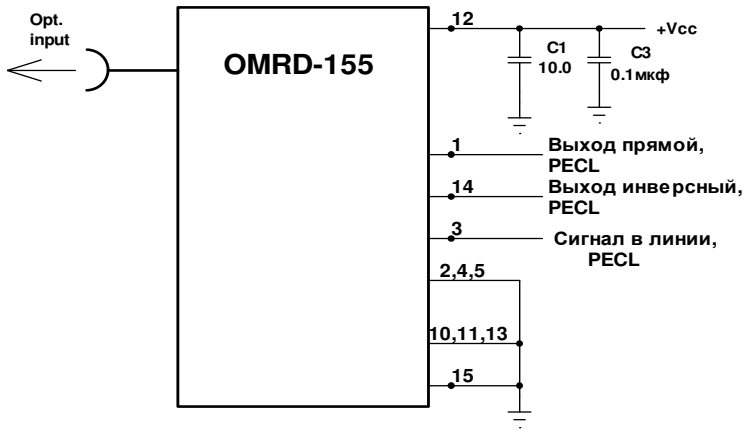 Opt.
input
OMRD-155
12
+Vcc
C1
10.0
C3
0.1мкф
1
Выход прямой,
PECL
14
Выход инверсный,
PECL
3
Сигнал в линии,
PECL
2,4,5
10,11,13
15